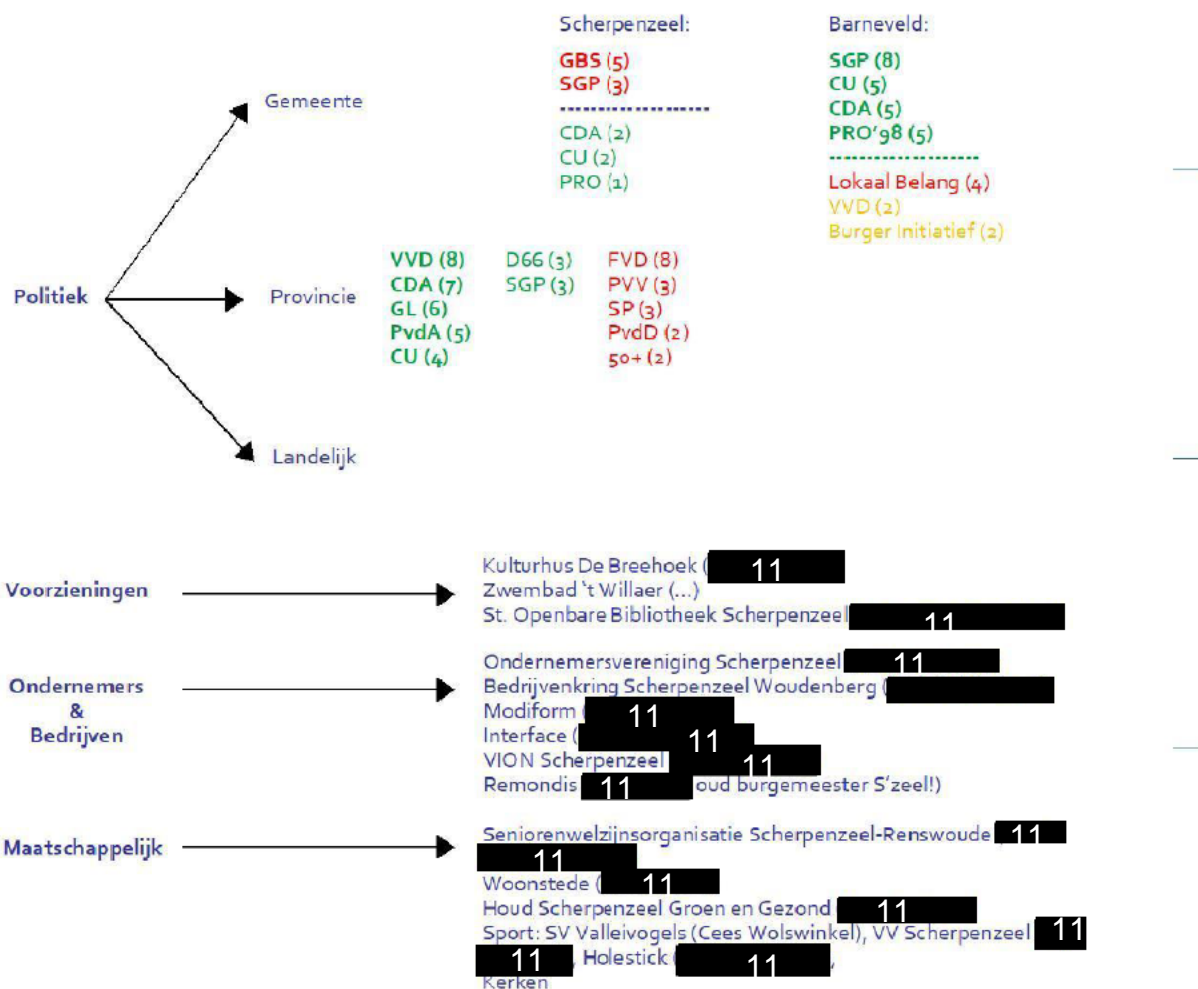 Scherpenzeel:
GBS (5)
SGP (3)
--------------------
CDA (2)
CU (2)
PRO (1)
Barneveld:
SGP (8)
CU (5)
CDA (5)
PRO'98 (5)
--------------------
Lokaal Belang (4)
VVD (2)
Burger Initiatief (2)
Gemeente
Politiek
Provincie
VVD (8)
CDA (7)
GL (6)
PvdA (5)
CU (4)
D66 (3)
SGP (3)
FVD (8)
PVV (3)
SP (3)
PvdD (2)
50+ (2)
Landelijk
Voorzieningen
Kulturhus De Breehoek ( 11
Zwembad 't Willaer (...)
St. Openbare Bibliotheek Scherpenzeel 11
Ondernemers
&
Bedrijven
Ondernemersvereniging Scherpenzeel 11
Bedrijvenkring Scherpenzeel Woudenberg (
Modiform ( 11
Interface ( 11
VION Scherpenzeel 11
Remondis 11 oud burgemeester S'zeel!)
Maatschappelijk
Seniorenwelzijnsorganisatie Scherpenzeel-Renswoude 11
11
Woonstede ( 11
Houd Scherpenzeel Groen en Gezond 11
Sport: SV Valleivogels (Cees Wolswinkel), VV Scherpenzeel 11
11 , Holestick ( 11 ,
Kerken